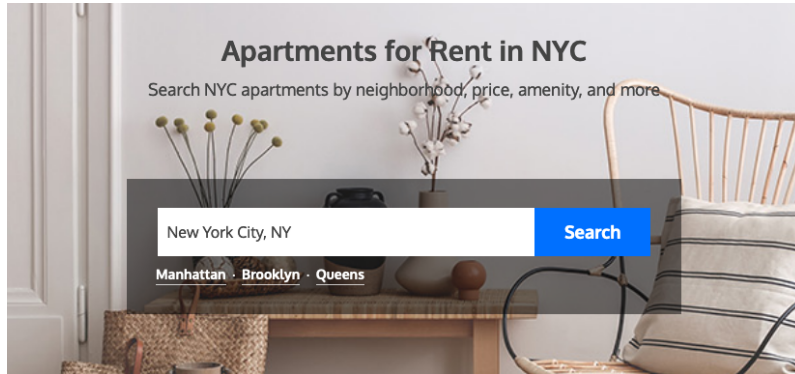 Apartments for Rent in NYC
Search NYC apartments by neighborhood, price, amenity, and more
New York City, NY
Search
Manhattan · Brooklyn · Queens